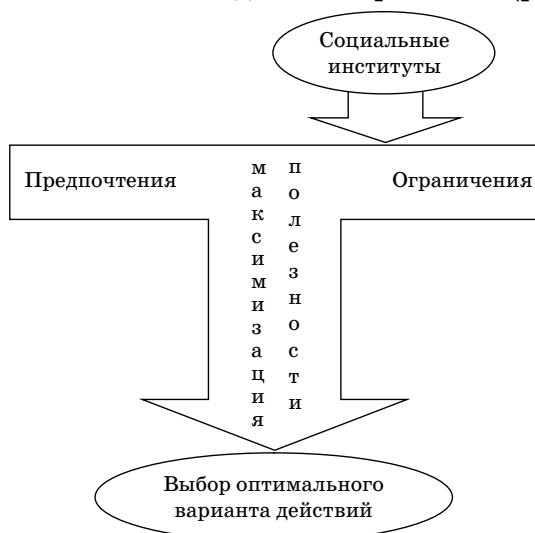 Социальные
институты
Предпочтения
максимизация
полезности
Ограничения
Выбор оптимального
варианта действий